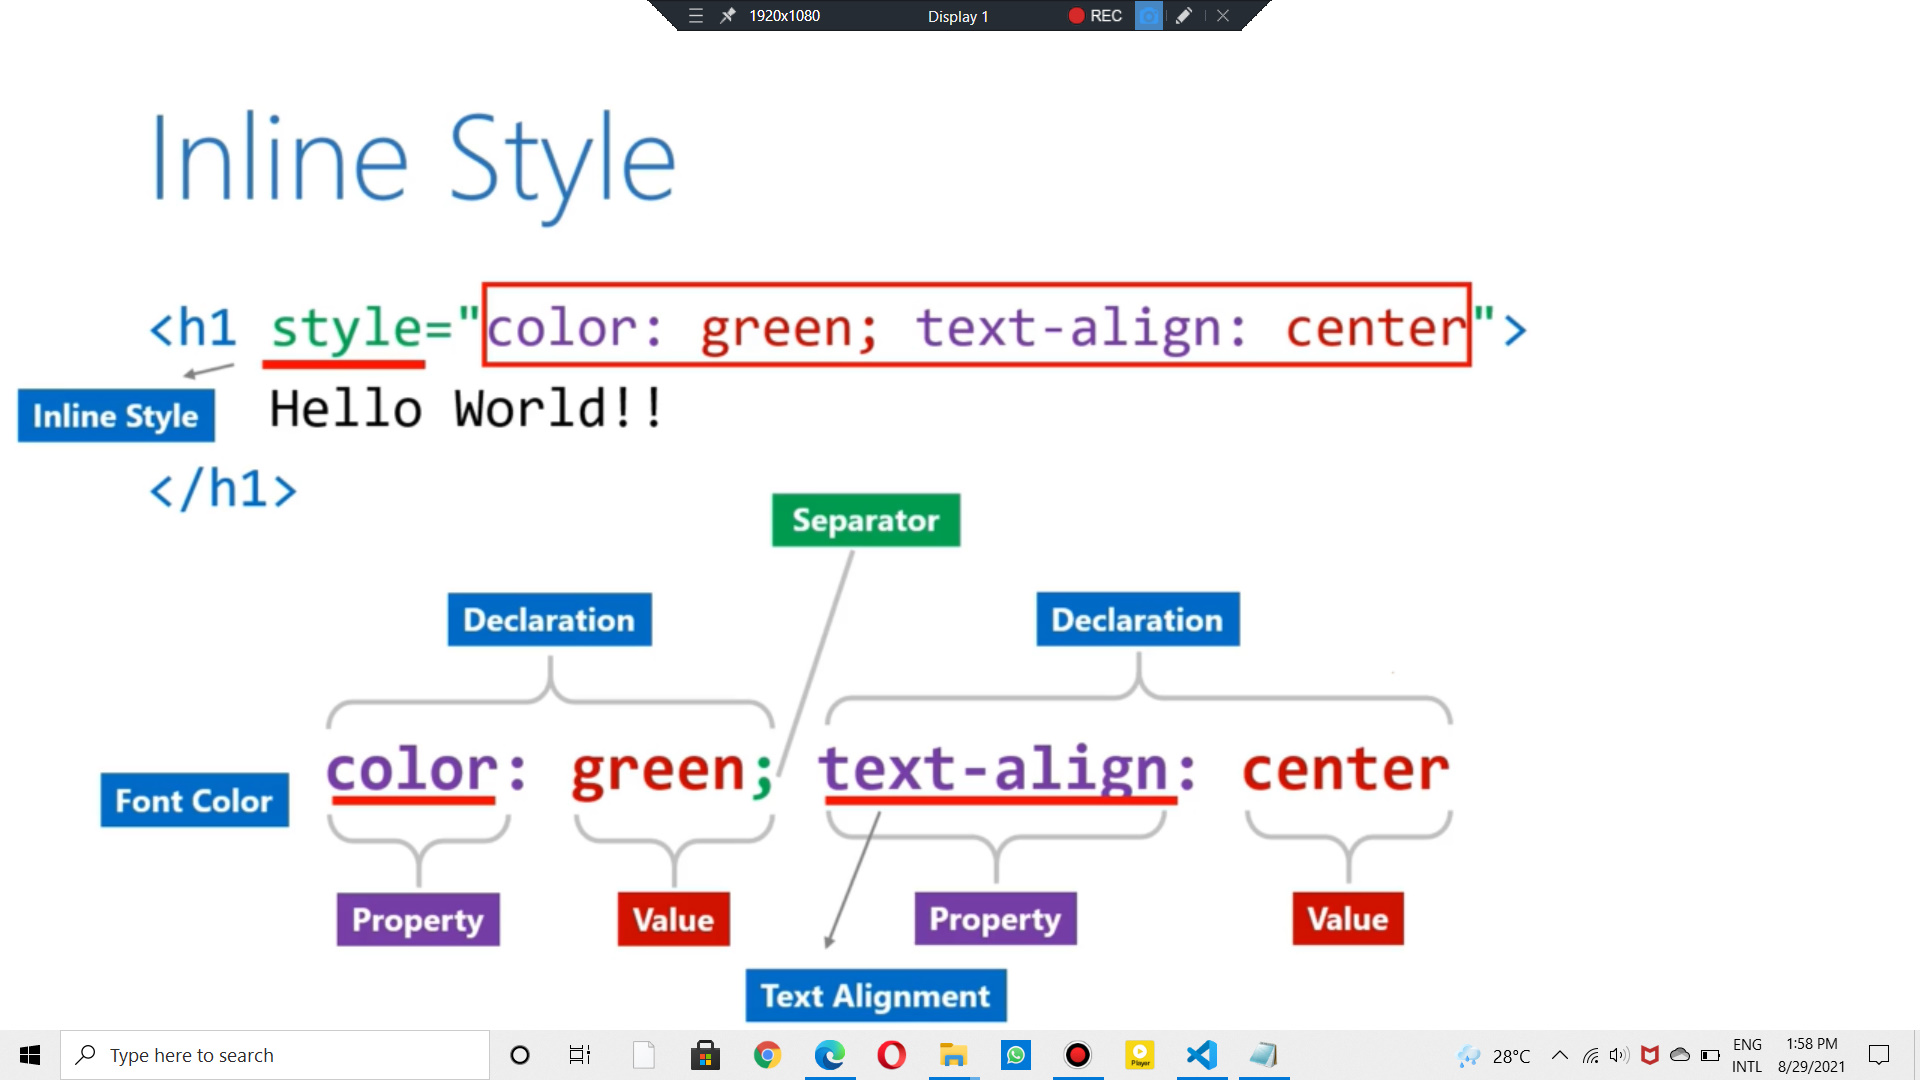 1920x1080 Display 1 REC
Inline Style
<h1 style="color: green; text-align: center">
Inline Style Hello World!!
</h1>
Separator
Declaration Declaration
Font Color color: green; text-align: center
Property Value Property Value
Text Alignment
Type here to search Player 28°C ENG 1:58 PM
INTL 8/29/2021